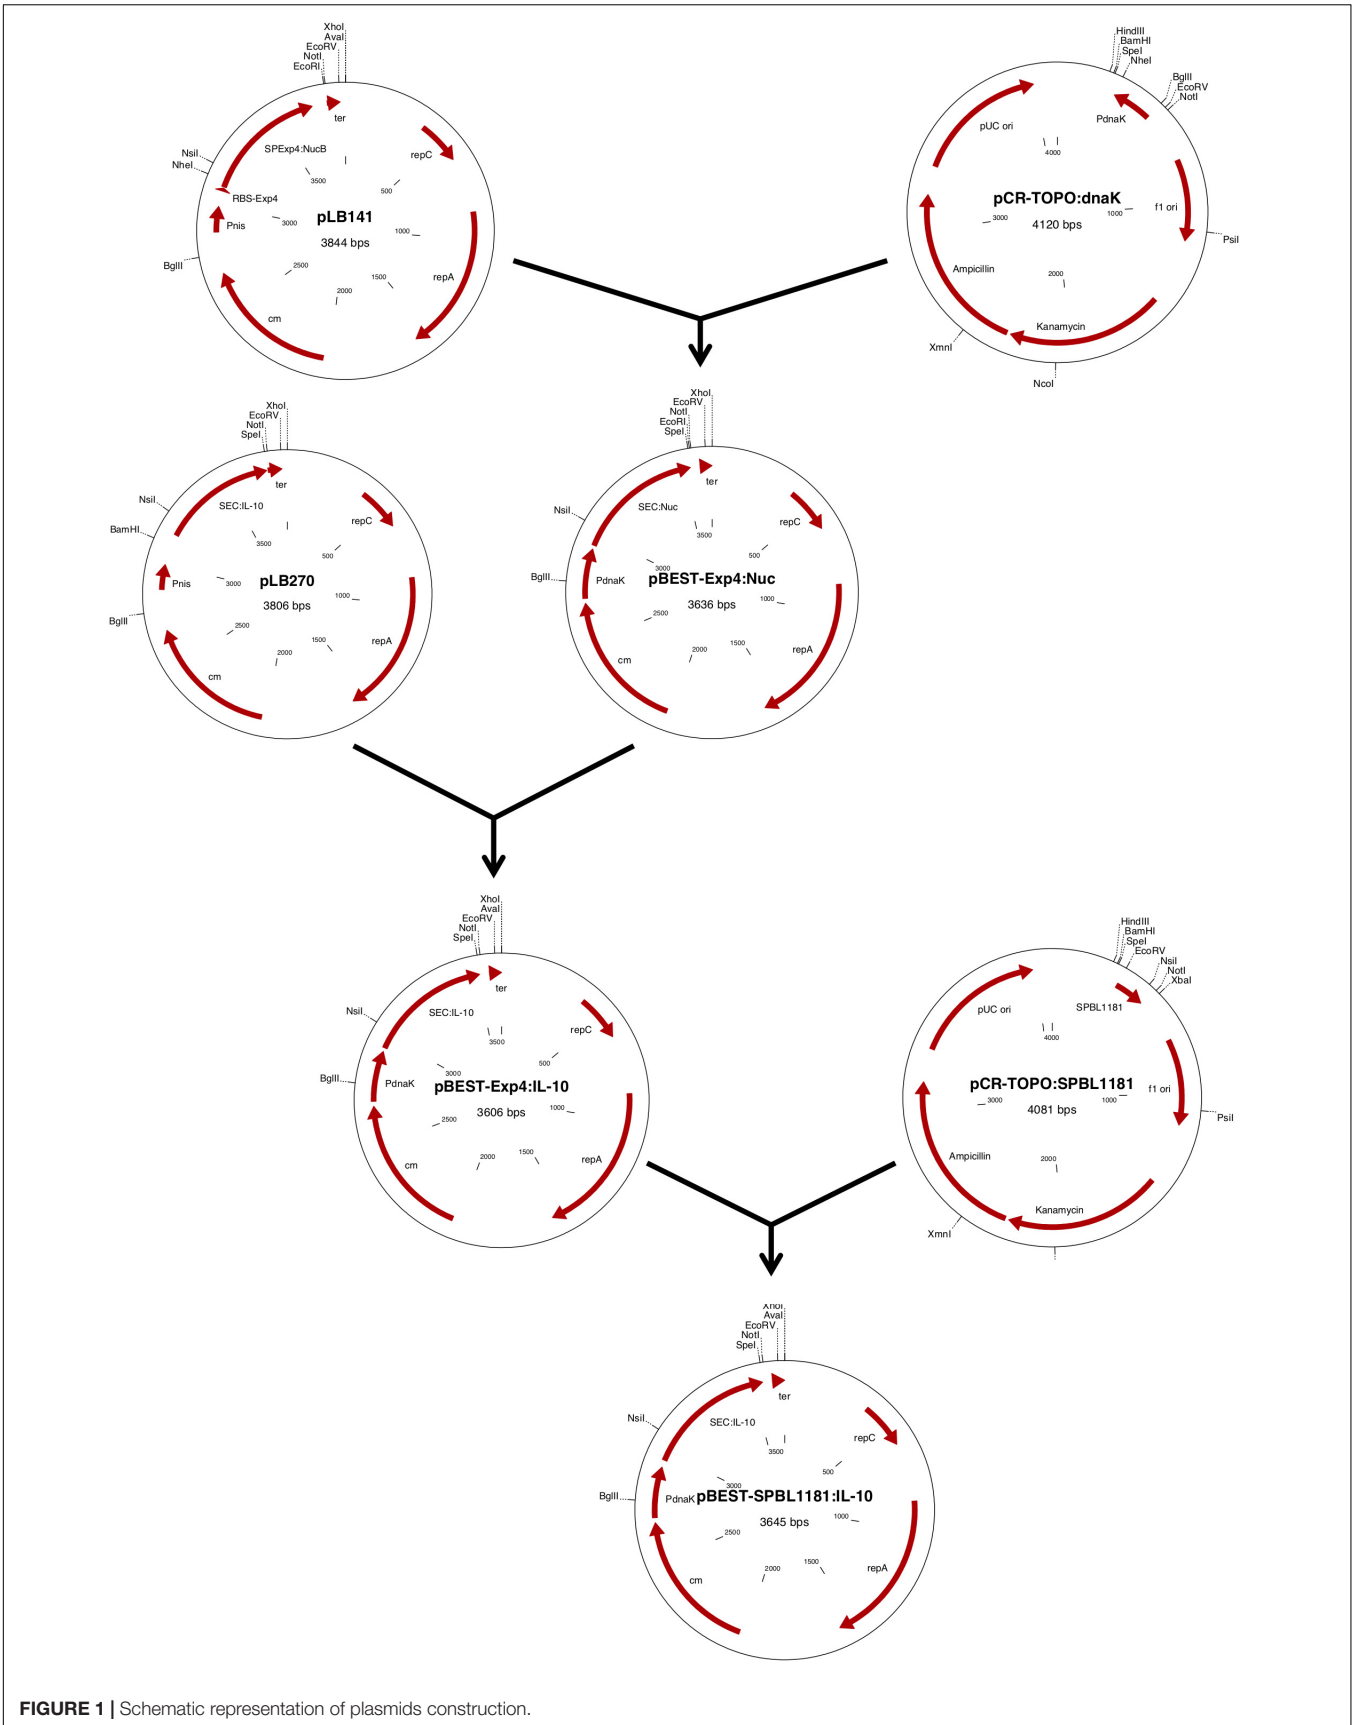 XhoI
AvaI
EcoRV
NotI
EcoRI
NsiI
NheI
BglII
ter
SPExp4:NucB
repC
RBS-Exp4
Pnis
pLB141
3844 bps
repA
cm
500
1000
1500
2000
2500
3000
3500
HindIII
BamHI
SpeI
NheI
BglII
EcoRV
NotI
PdnaK
pUC ori
4000
pCR-TOPO:dnaK
4120 bps
f1 ori
1000
3000
2000
PsiI
Ampicillin
Kanamycin
XmnI
NcoI
XhoI
EcoRV
NotI
SpeI
NsiI
BamHI
BglII
ter
SEC:IL-10
repC
Pnis
pLB270
3806 bps
repA
cm
500
1000
1500
2000
2500
3000
3500
XhoI
EcoRV
NotI
EcoRI
SpeI
NsiI
BglII
ter
SEC:Nuc
repC
PdnaK
pBEST-Exp4:Nuc
3636 bps
repA
cm
500
1000
1500
2000
2500
3000
3500
XhoI
AvaI
EcoRV
NotI
SpeI
NsiI
BglII
ter
SEC:IL-10
repC
PdnaK
pBEST-Exp4:IL-10
3606 bps
repA
cm
500
1000
1500
2000
2500
3000
3500
HindIII
BamHI
SpeI
EcoRV
NsiI
NotI
XbaI
SPBL1181
pUC ori
4000
pCR-TOPO:SPBL1181
4081 bps
f1 ori
1000
3000
2000
PsiI
Ampicillin
Kanamycin
XmnI
XhoI
AvaI
EcoRV
NotI
SpeI
NsiI
BglII
ter
SEC:IL-10
repC
PdnaK
pBEST-SPBL1181:IL-10
3645 bps
repA
cm
500
1000
1500
2000
2500
3000
3500
FIGURE 1 | Schematic representation of plasmids construction.